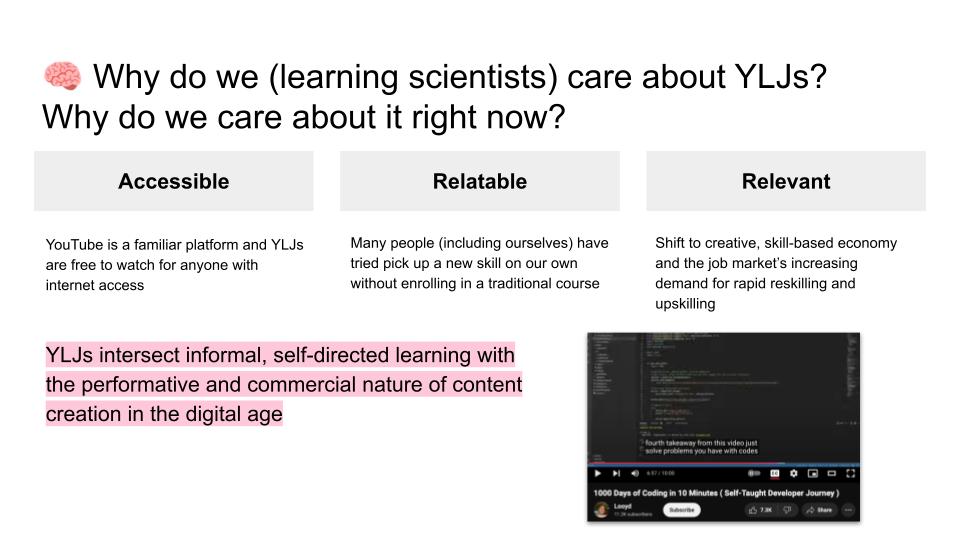 Why do we (learning scientists) care about YLJs?
Why do we care about it right now?
Accessible
Relatable
Relevant
YouTube is a familiar platform and YLJs
are free to watch for anyone with
internet access
Many people (including ourselves) have
tried pick up a new skill on our own
without enrolling in a traditional course
Shift to creative, skill-based economy
and the job market's increasing
demand for rapid reskilling and
upskilling
YLJs intersect informal, self-directed learning with
the performative and commercial nature of content
creation in the digital age
fourth takeaway from this video just
solve problems you have with codes
6:57 / 10:00
1000 Days of Coding in 10 Minutes ( Self-Taught Developer Journey )
Looyd
11.2K subscribers
Subscribe
7.3K
Share